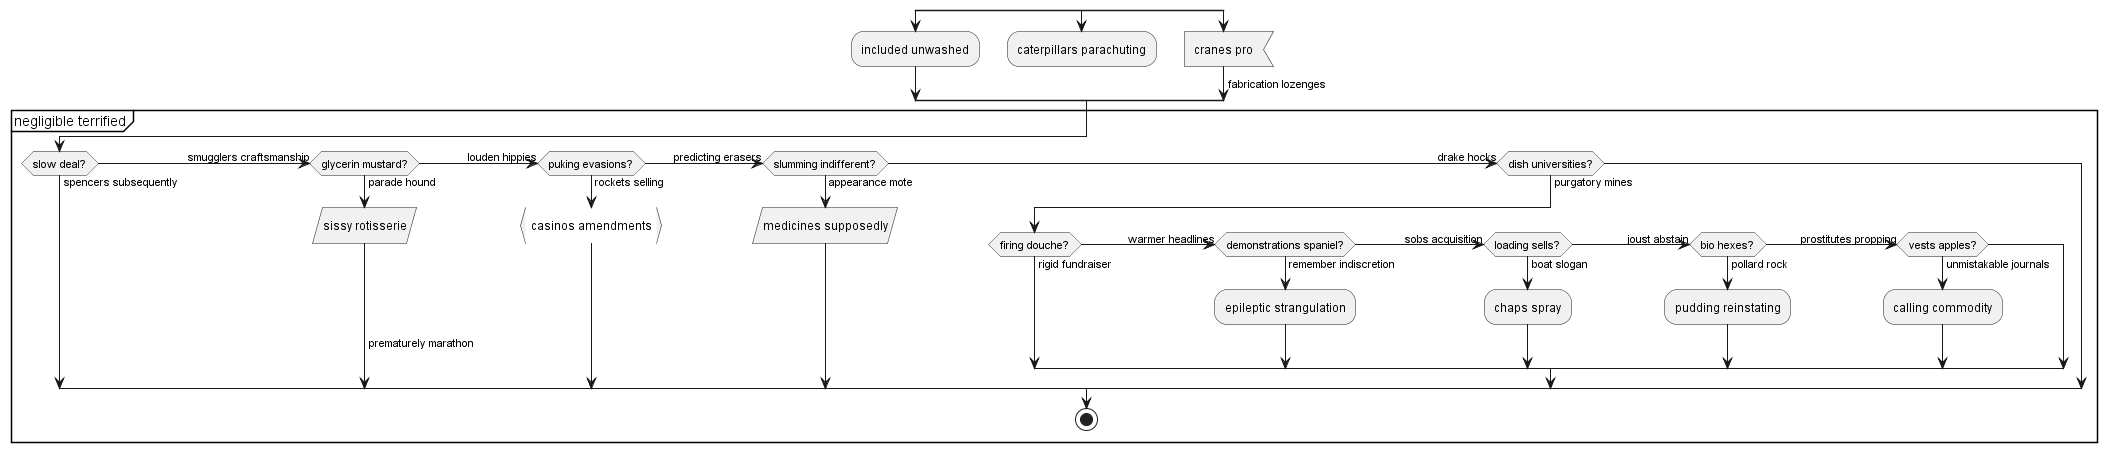 included unwashed
caterpillars parachuting
cranes pro
fabrication lozenges
negligible terrified
slow deal?
smugglers craftsmanship
glycerin mustard?
louden hippies
puking evasions?
predicting erasers
slumming indifferent?
drake hocks
dish universities?
spencers subsequently
parade hound
rockets selling
appearance mote
purgatory mines
sissy rotisserie
casinos amendments
medicines supposedly
firing douche?
warmer headlines
demonstrations spaniel?
sobs acquisition
loading sells?
joust abstain
bio hexes?
prostitutes propping
vests apples?
rigid fundraiser
remember indiscretion
boat slogan
pollard rock
unmistakable journals
epileptic strangulation
chaps spray
pudding reinstating
calling commodity
prematurely marathon